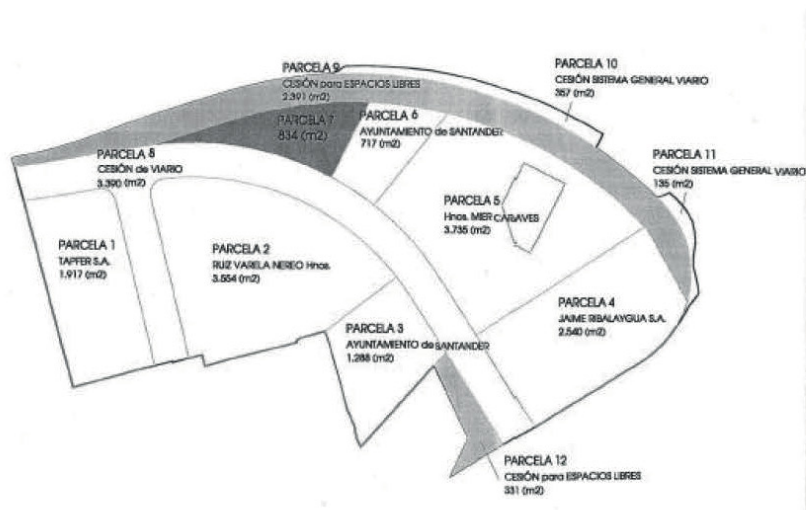 PARCELA 9
CESIÓN para ESPACIOS LIBRES
2.391 (m2)
PARCELA 10
CESIÓN SISTEMA GENERAL VIARIO
357 (m2)
PARCELA 7
834 (m2)
PARCELA 6
AYUNTAMIENTO de SANTANDER
717 (m2)
PARCELA 8
CESIÓN de VIARIO
3.390 (m2)
PARCELA 11
CESIÓN SISTEMA GENERAL VIARIO
135 (m2)
PARCELA 5
Hnos. MIER CARAVES
3.735 (m2)
PARCELA 1
TAPFER S.A.
1.917 (m2)
PARCELA 2
RUIZ VARELA NEREO Hnos.
3.554 (m2)
PARCELA 4
JAIME RIBALAYGUA S.A.
2.540 (m2)
PARCELA 3
AYUNTAMIENTO de SANTANDER
1.288 (m2)
PARCELA 12
CESIÓN para ESPACIOS LIBRES
331 (m2)